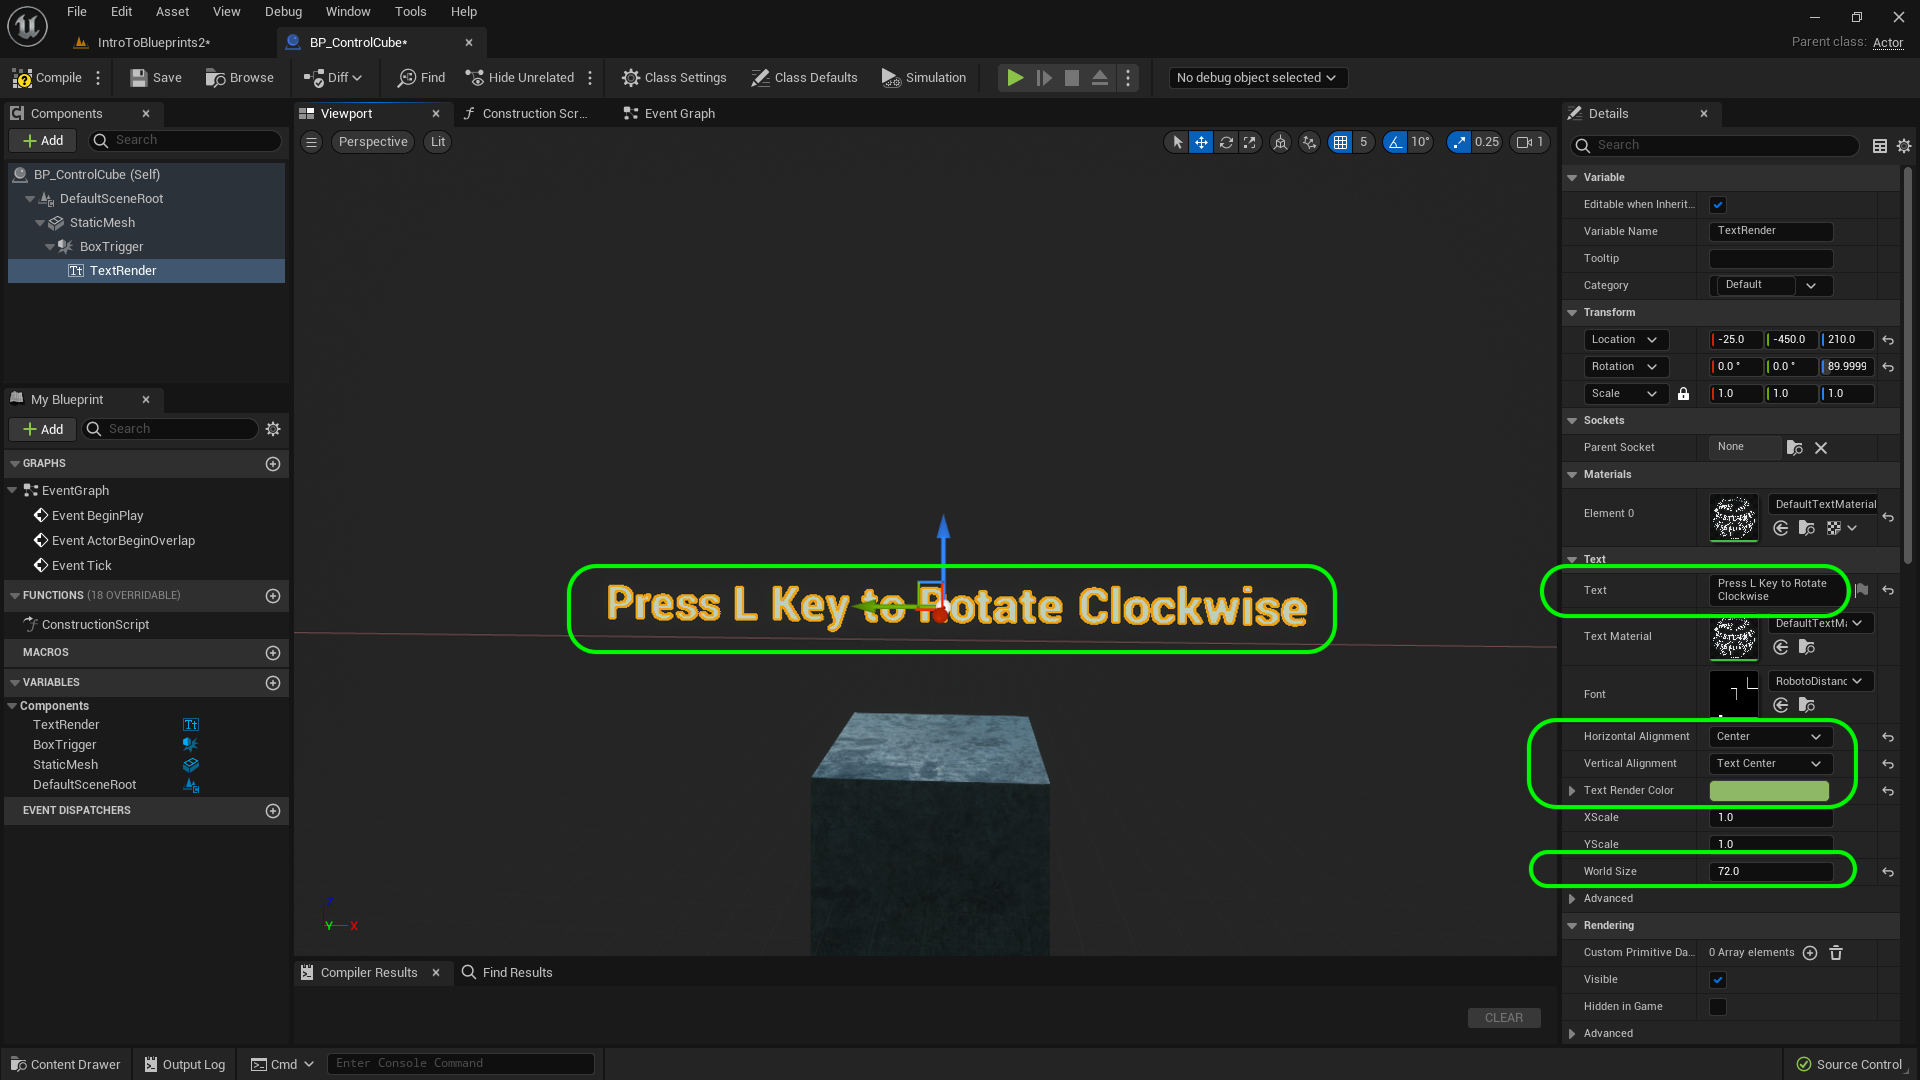 File Edit Asset View Debug Window Tools Help
IntroToBlueprints2*
BP_ControlCube*
Parent class: Actor
Compile
Save
Browse
Diff
Find
Hide Unrelated
Class Settings
Class Defaults
Simulation
No debug object selected
Components
Add
Search
BP_ControlCube (Self)
DefaultSceneRoot
StaticMesh
BoxTrigger
TextRender
My Blueprint
Add
Search
GRAPHS
EventGraph
Event BeginPlay
Event ActorBeginOverlap
Event Tick
FUNCTIONS (18 OVERRIDABLE)
ConstructionScript
MACROS
VARIABLES
Components
TextRender
BoxTrigger
StaticMesh
DefaultSceneRoot
EVENT DISPATCHERS
Viewport
Construction Scr...
Event Graph
Perspective
Lit
5
10°
0.25
1
Press L Key to Rotate Clockwise
Z
Y
X
Compiler Results
Find Results
CLEAR
Details
Search
Variable
Editable when Inherit...
Variable Name TextRender
Tooltip
Category Default
Transform
Location -25.0 -450.0 210.0
Rotation 0.0 ° 0.0 ° 89.9999
Scale 1.0 1.0 1.0
Sockets
Parent Socket None
Materials
Element 0 DefaultTextMaterial
Text
Text Press L Key to Rotate
Clockwise
Text Material DefaultTextMa
Font RobotoDistanc
Horizontal Alignment Center
Vertical Alignment Text Center
Text Render Color
XScale 1.0
YScale 1.0
World Size 72.0
Advanced
Rendering
Custom Primitive Da... 0 Array elements
Visible
Hidden in Game
Advanced
Content Drawer
Output Log
Cmd
Enter Console Command
Source Control